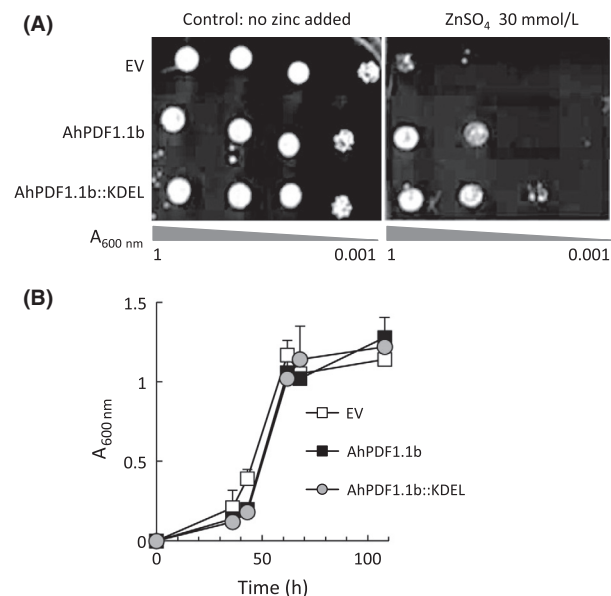 (A)
Control: no zinc added
ZnSO4 30 mmol/L
EV
AhPDF1.1b
AhPDF1.1b::KDEL
A600 nm
1
0.001
1
0.001
(B)
1.5
1
0.5
0
A600 nm
EV
AhPDF1.1b
AhPDF1.1b::KDEL
0
50
100
Time (h)